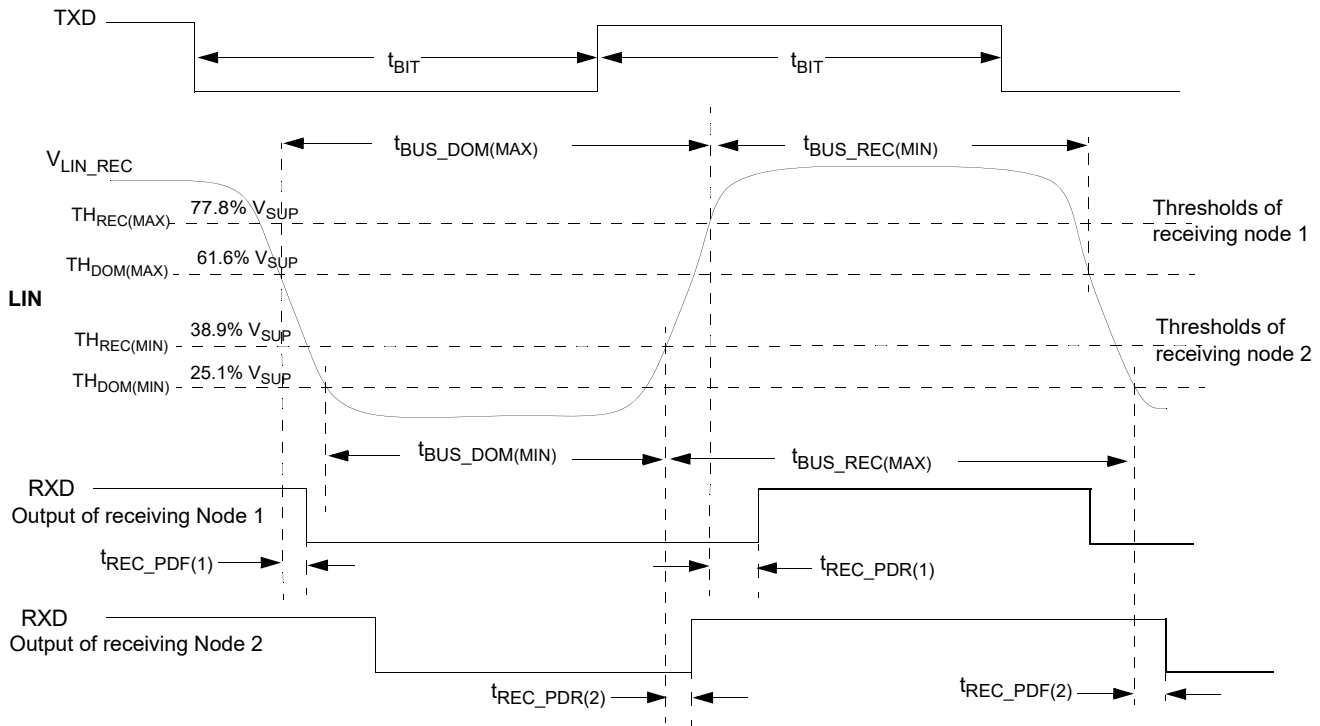 TXD
tBIT
tBIT
tBUS_DOM(MAX)
tBUS_REC(MIN)
VLIN_REC
THREC(MAX) 77.8% VSUP
Thresholds of
receiving node 1
THDOM(MAX) 61.6% VSUP
LIN
THREC(MIN) 38.9% VSUP
Thresholds of
receiving node 2
THDOM(MIN) 25.1% VSUP
tBUS_DOM(MIN)
tBUS_REC(MAX)
RXD
Output of receiving Node 1
tREC_PDF(1)
tREC_PDR(1)
RXD
Output of receiving Node 2
tREC_PDR(2)
tREC_PDF(2)